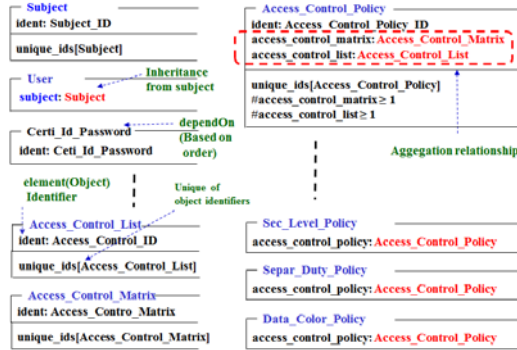 Subject
ident: Subject_ID
unique_ids[Subject]
User
subject: Subject
Inheritance
from subject
Certi_Id_Password
ident: Ceti_Id_Password
dependOn
(Based on
order)
element(Object)
Identifier
Unique of
object identifiers
Access_Control_List
ident: Access_Control_ID
unique_ids[Access_Control_List]
Access_Control_Matrix
ident: Access_Contro_Matrix
unique_ids[Access_Control_Matrix]
Access_Control_Policy
ident: Access_Control_Policy_ID
access_control_matrix: Access_Control_Matrix
access_control_list: Access_Control_List
unique_ids[Access_Control_Policy]
#access_control_matrix≥ 1
#access_control_list≥ 1
Aggegation relationship
Sec_Level_Policy
access_control_policy: Access_Control_Policy
Separ_Duty_Policy
access_control_policy: Access_Control_Policy
Data_Color_Policy
access_control_policy: Access_Control_Policy